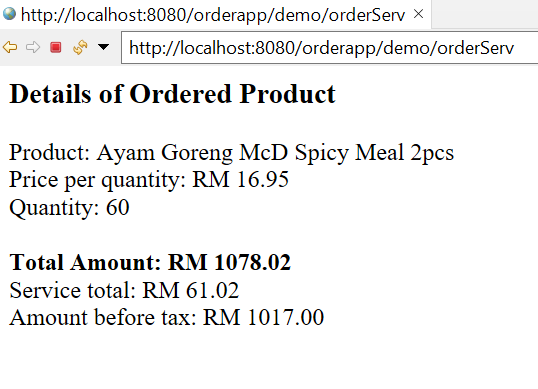 http://localhost:8080/orderapp/demo/orderServ
http://localhost:8080/orderapp/demo/orderServ
Details of Ordered Product
Product: Ayam Goreng McD Spicy Meal 2pcs
Price per quantity: RM 16.95
Quantity: 60
Total Amount: RM 1078.02
Service total: RM 61.02
Amount before tax: RM 1017.00